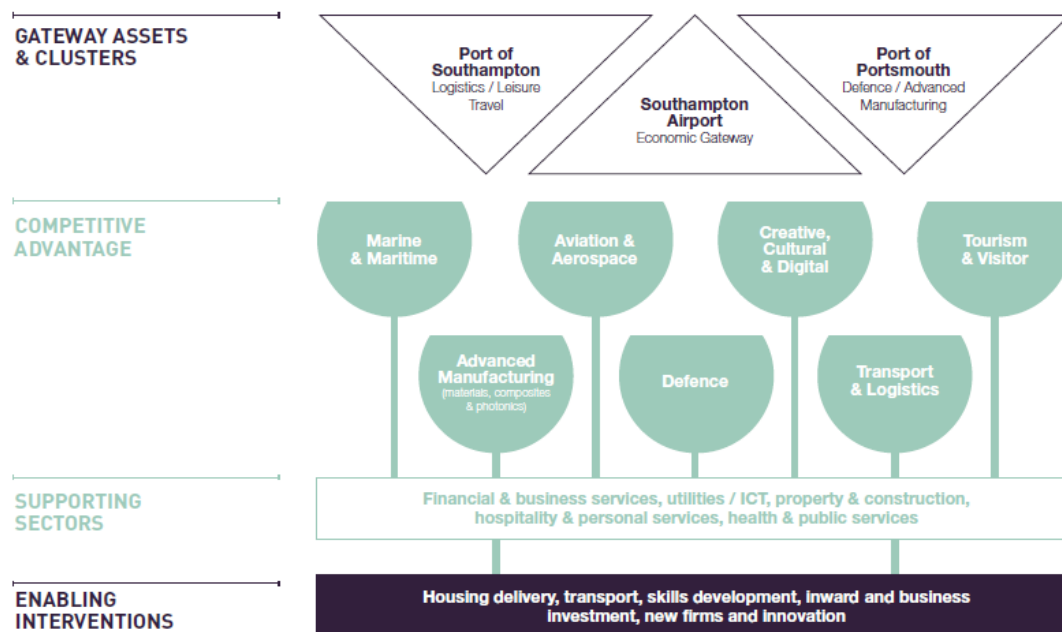 GATEWAY ASSETS
& CLUSTERS
Port of
Southampton
Logistics / Leisure
Travel
Southampton
Airport
Economic Gateway
Port of
Portsmouth
Defence / Advanced
Manufacturing
COMPETITIVE
ADVANTAGE
Marine
& Maritime
Aviation &
Aerospace
Creative,
Cultural
& Digital
Tourism
& Visitor
Advanced
Manufacturing
(materials, composites
& photonics)
Defence
Transport
& Logistics
SUPPORTING
SECTORS
Financial & business services, utilities / ICT, property & construction,
hospitality & personal services, health & public services
ENABLING
INTERVENTIONS
Housing delivery, transport, skills development, inward and business
investment, new firms and innovation